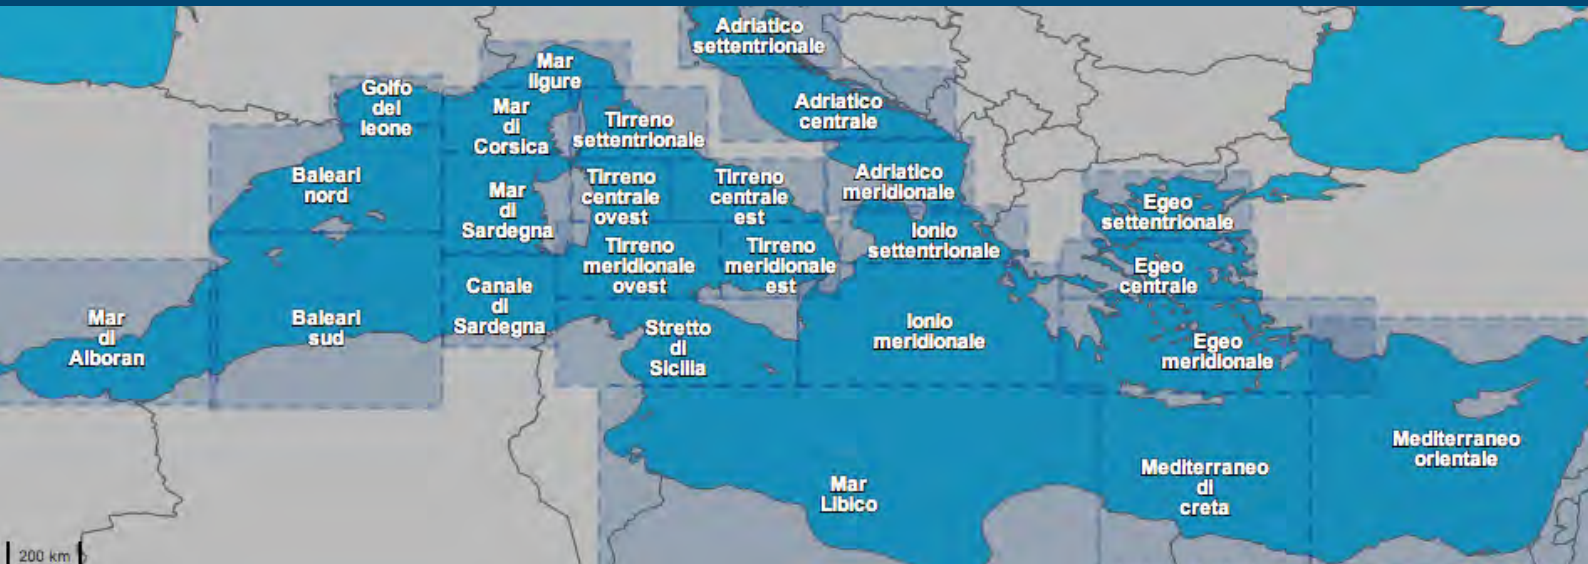 Adriatico
settentrionale
Mar
ligure
Golfo
del
leone
Mar
di
Corsica
Tirreno
settentrionale
Adriatico
centrale
Baleari
nord
Mar
di
Sardegna
Tirreno
centrale
ovest
Tirreno
centrale
est
Adriatico
meridionale
Egeo
settentrionale
Tirreno
meridionale
ovest
Tirreno
meridionale
est
Ionio
settentrionale
Egeo
centrale
Mar
di
Alboran
Baleari
sud
Canale
di
Sardegna
Stretto
di
Sicilia
Ionio
meridionale
Egeo
meridionale
Mar
Libico
Mediterraneo
di
creta
Mediterraneo
orientale
200 km